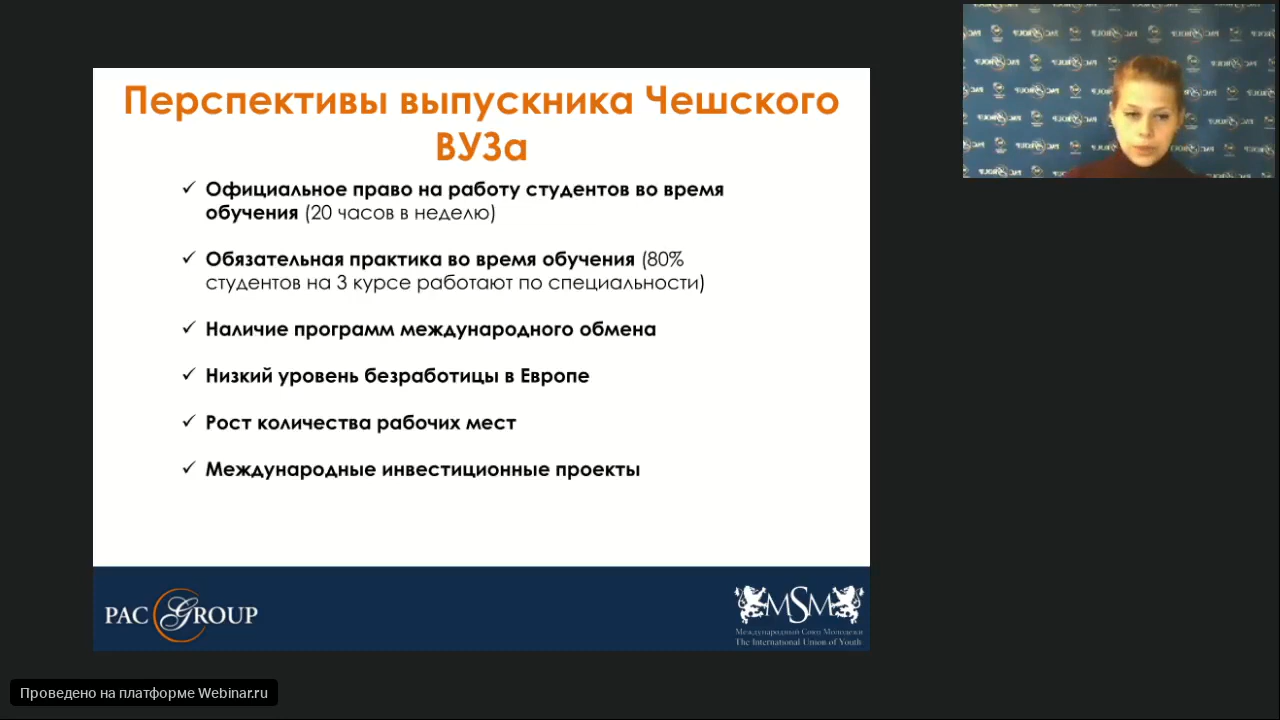 Перспективы выпускника Чешского
ВУЗа
✓ Официальное право на работу студентов во время
обучения (20 часов в неделю)
✓ Обязательная практика во время обучения (80%
студентов на 3 курсе работают по специальности)
✓ Наличие программ международного обмена
✓ Низкий уровень безработицы в Европе
✓ Рост количества рабочих мест
✓ Международные инвестиционные проекты
PAC GROUP
MSM
Международный Союз Молодежи
The International Union of Youth
Проведено на платформе Webinar.ru